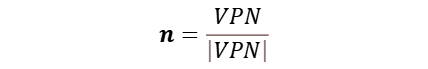 n = VPN / |VPN|